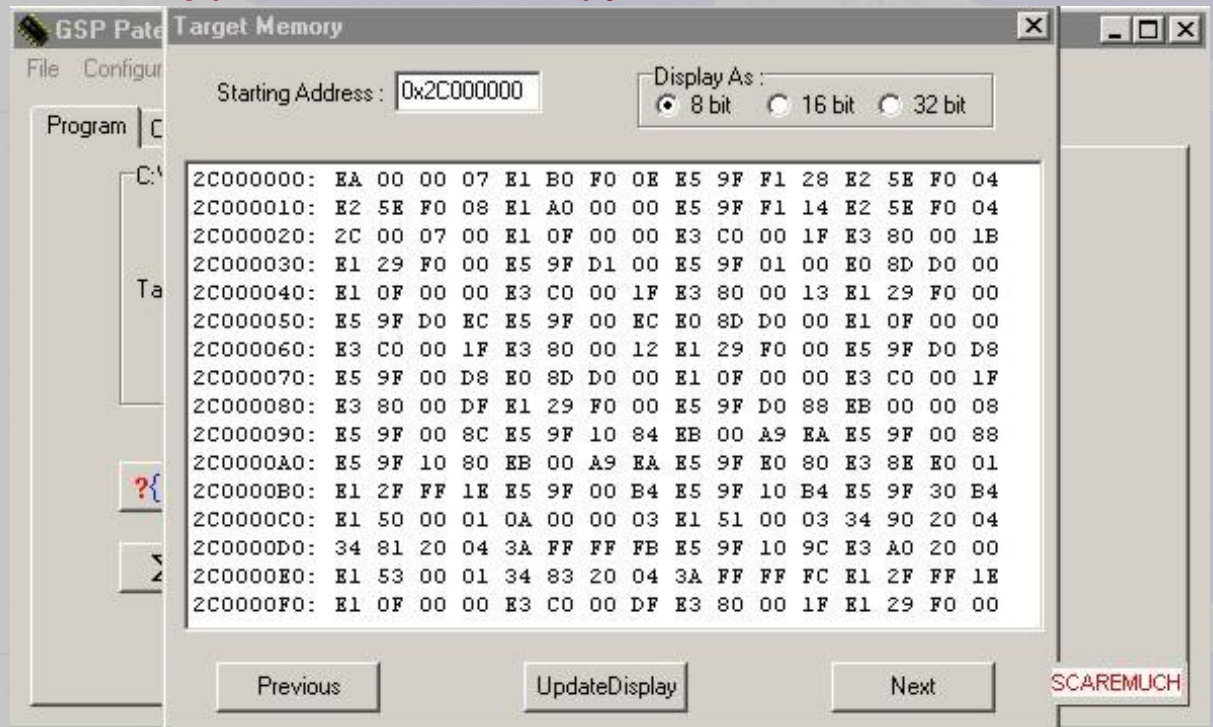 GSP Pate
Target Memory
File Configur
Starting Address : 0x2C000000
Display As :
8 bit 16 bit 32 bit
Program
C:\
2C000000: EA 00 00 07 E1 B0 F0 0E E5 9F F1 28 E2 5E F0 04
2C000010: E2 5E F0 08 E1 A0 00 00 E5 9F F1 14 E2 5E F0 04
2C000020: 2C 00 07 00 E1 0F 00 00 E3 C0 00 1F E3 80 00 1B
2C000030: E1 29 F0 00 E5 9F D1 00 E5 9F 01 00 E0 8D D0 00
2C000040: E1 0F 00 00 E3 C0 00 1F E3 80 00 13 E1 29 F0 00
2C000050: E5 9F D0 EC E5 9F 00 EC E0 8D D0 00 E1 0F 00 00
2C000060: E3 C0 00 1F E3 80 00 12 E1 29 F0 00 E5 9F D0 D8
2C000070: E5 9F 00 D8 E0 8D D0 00 E1 0F 00 00 E3 C0 00 1F
2C000080: E3 80 00 DF E1 29 F0 00 E5 9F D0 88 EB 00 00 08
2C000090: E5 9F 00 8C E5 9F 10 84 EB 00 A9 EA E5 9F 00 88
2C0000A0: E5 9F 10 80 EB 00 A9 EA E5 9F E0 80 E3 8E E0 01
2C0000B0: E1 2F FF 1E E5 9F 00 B4 E5 9F 10 B4 E5 9F 30 B4
2C0000C0: E1 50 00 01 0A 00 00 03 E1 51 00 03 34 90 20 04
2C0000D0: 34 81 20 04 3A FF FF FB E5 9F 10 9C E3 A0 20 00
2C0000E0: E1 53 00 01 34 83 20 04 3A FF FF FC E1 2F FF 1E
2C0000F0: E1 0F 00 00 E3 C0 00 DF E3 80 00 1F E1 29 F0 00
Ta
?{
Σ
Previous UpdateDisplay Next
SCAREMUCH